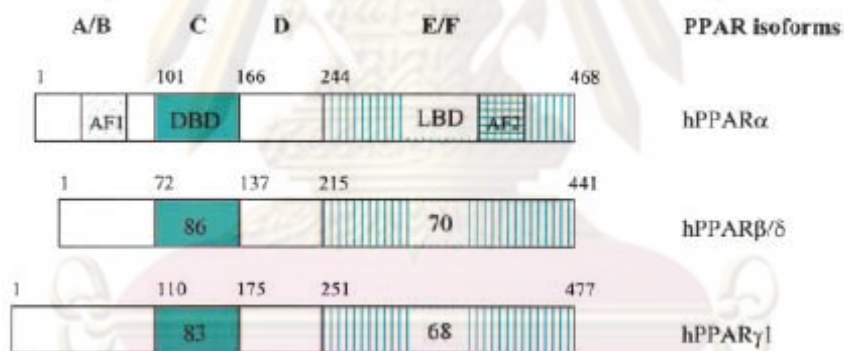 A/B C D E/F PPAR isoforms
1 101 166 244 468
AF1 DBD LBD AF2 hPPARα
1 72 137 215 441
86 70 hPPARβ/δ
1 110 175 251 477
83 68 hPPARγ1